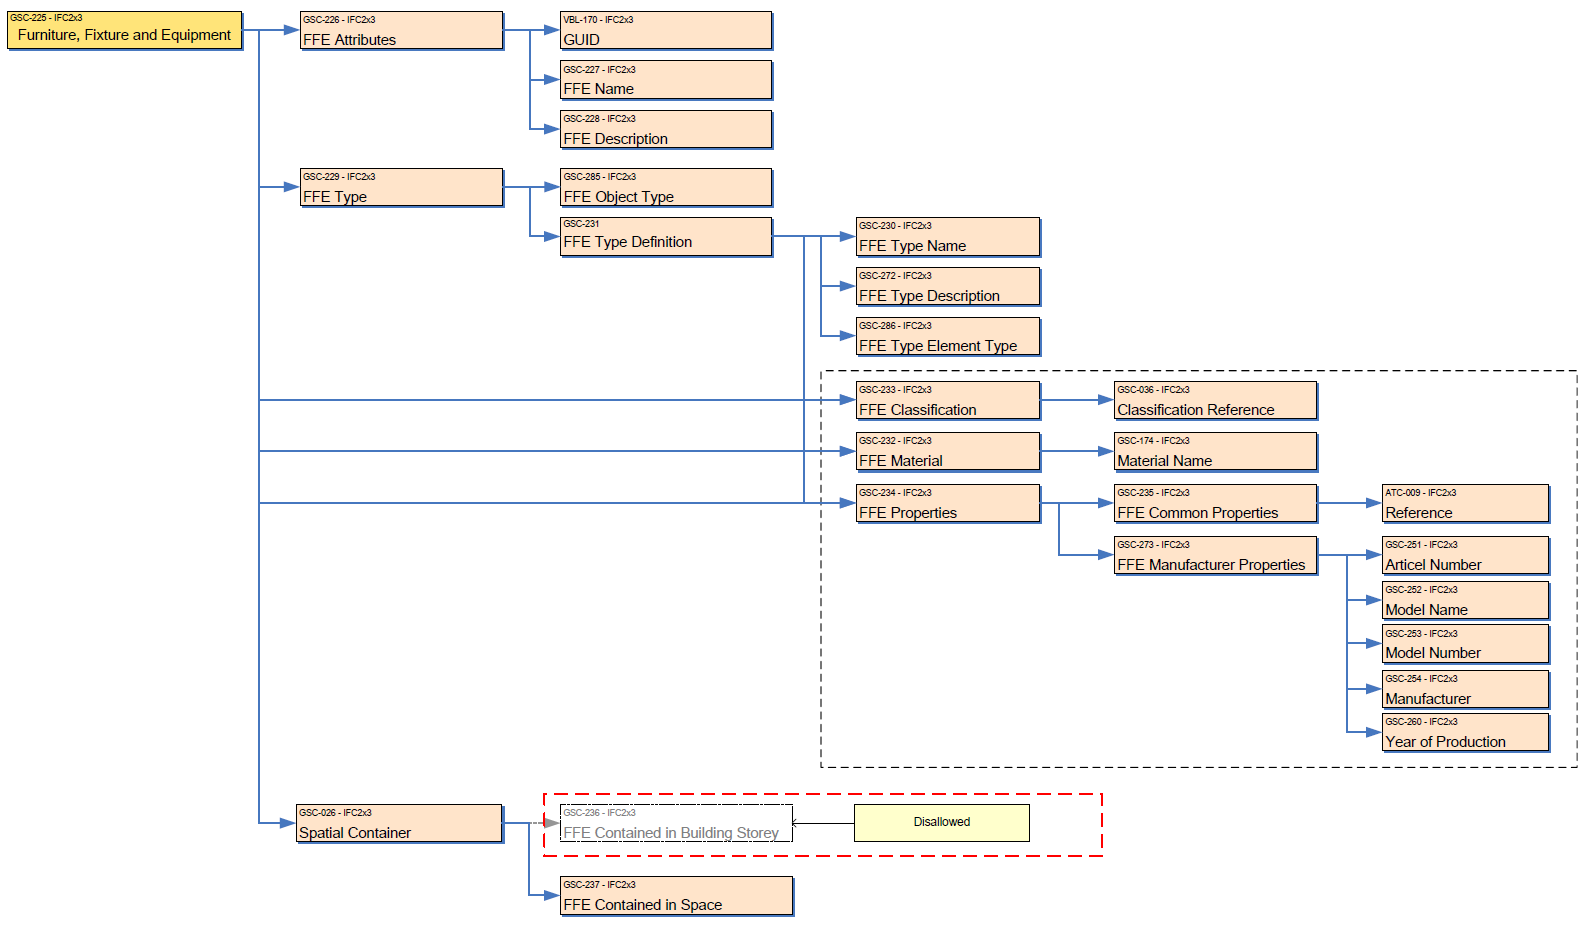 GSC-225 - IFC2x3
Furniture, Fixture and Equipment
GSC-226 - IFC2x3
FFE Attributes
VBL-170 - IFC2x3
GUID
GSC-227 - IFC2x3
FFE Name
GSC-228 - IFC2x3
FFE Description
GSC-229 - IFC2x3
FFE Type
GSC-285 - IFC2x3
FFE Object Type
GSC-231
FFE Type Definition
GSC-230 - IFC2x3
FFE Type Name
GSC-272 - IFC2x3
FFE Type Description
GSC-286 - IFC2x3
FFE Type Element Type
GSC-233 - IFC2x3
FFE Classification
GSC-036 - IFC2x3
Classification Reference
GSC-232 - IFC2x3
FFE Material
GSC-174 - IFC2x3
Material Name
GSC-234 - IFC2x3
FFE Properties
GSC-235 - IFC2x3
FFE Common Properties
ATC-009 - IFC2x3
Reference
GSC-273 - IFC2x3
FFE Manufacturer Properties
GSC-251 - IFC2x3
Articel Number
GSC-252 - IFC2x3
Model Name
GSC-253 - IFC2x3
Model Number
GSC-254 - IFC2x3
Manufacturer
GSC-260 - IFC2x3
Year of Production
GSC-026 - IFC2x3
Spatial Container
GSC-236 - IFC2x3
FFE Contained in Building Storey
Disallowed
GSC-237 - IFC2x3
FFE Contained in Space